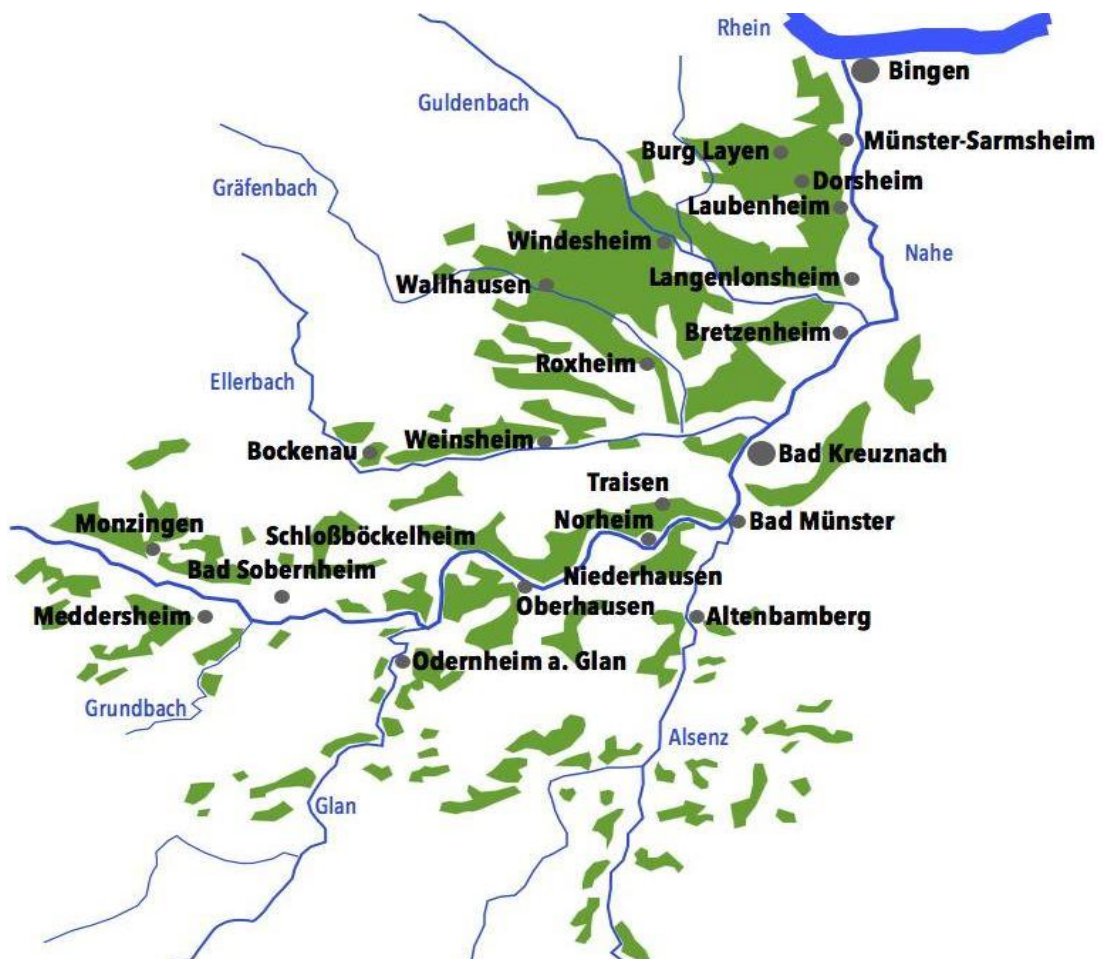 Rhein
Bingen
Guldenbach
Münster-Sarmsheim
Burg Layen
Dorsheim
Gräfenbach
Laubenheim
Windesheim
Nahe
Langenlonsheim
Wallhausen
Bretzenheim
Roxheim
Ellerbach
Weinsheim
Bockenau
Bad Kreuznach
Traisen
Monzingen
Norheim
Bad Münster
Schloßböckelheim
Bad Sobernheim
Niederhausen
Oberhausen
Meddersheim
Altenbamberg
Odernheim a. Glan
Grundbach
Alsenz
Glan